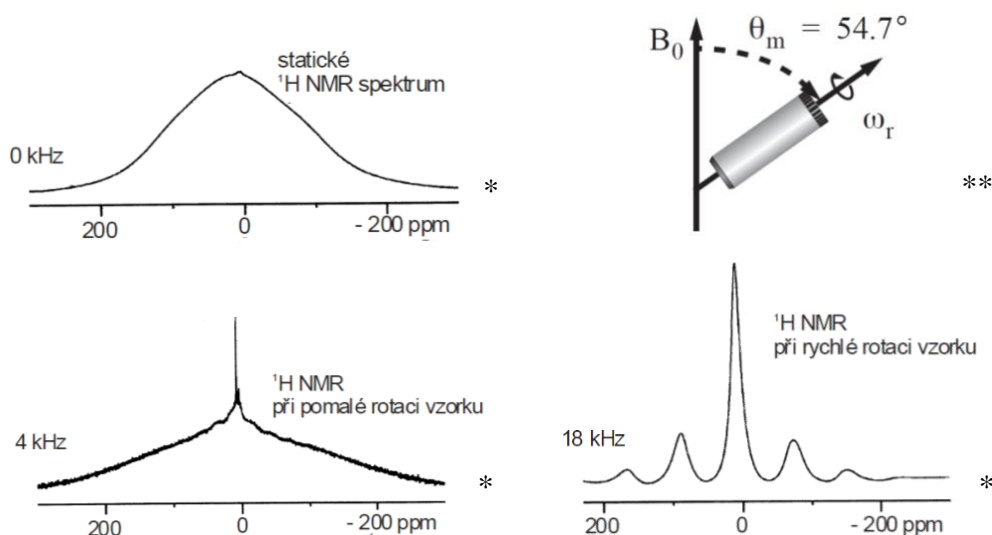 statické
¹H NMR spektrum
0 kHz
*
200 0 - 200 ppm
B₀
θₘ = 54.7°
ωᵣ
**
¹H NMR
při pomalé rotaci vzorku
4 kHz
*
200 0 - 200 ppm
¹H NMR
při rychlé rotaci vzorku
18 kHz
*
200 0 - 200 ppm